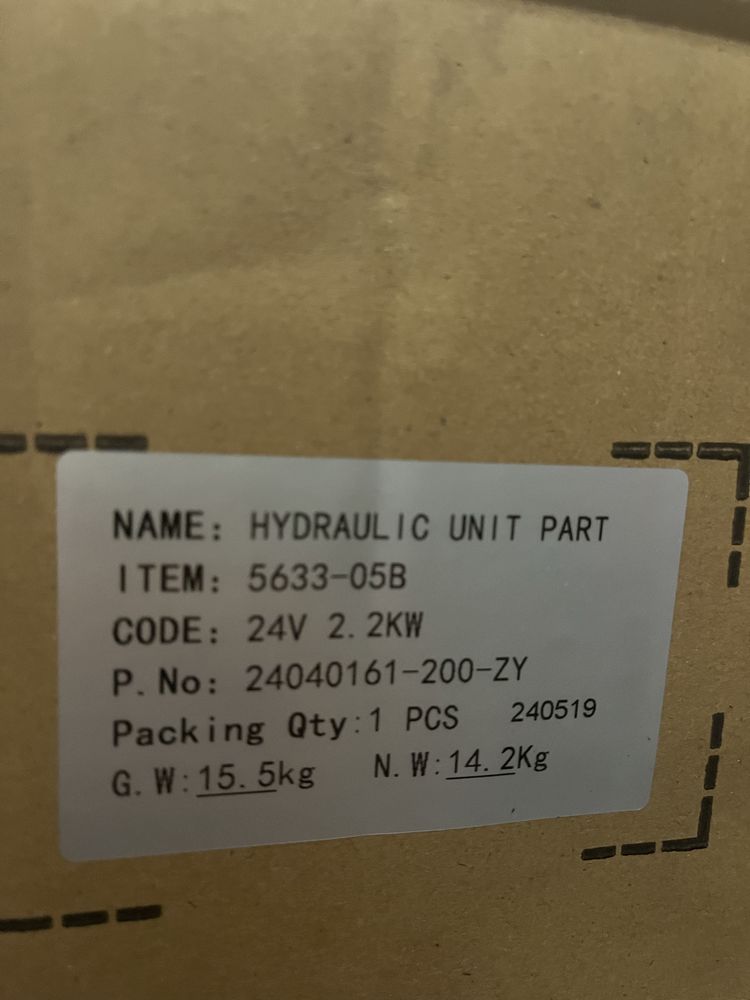 NAME: HYDRAULIC UNIT PART
ITEM: 5633-05B
CODE: 24V 2.2KW
P.No: 24040161-200-ZY
Packing Qty:1 PCS 240519
G.W:15.5kg N.W:14.2Kg